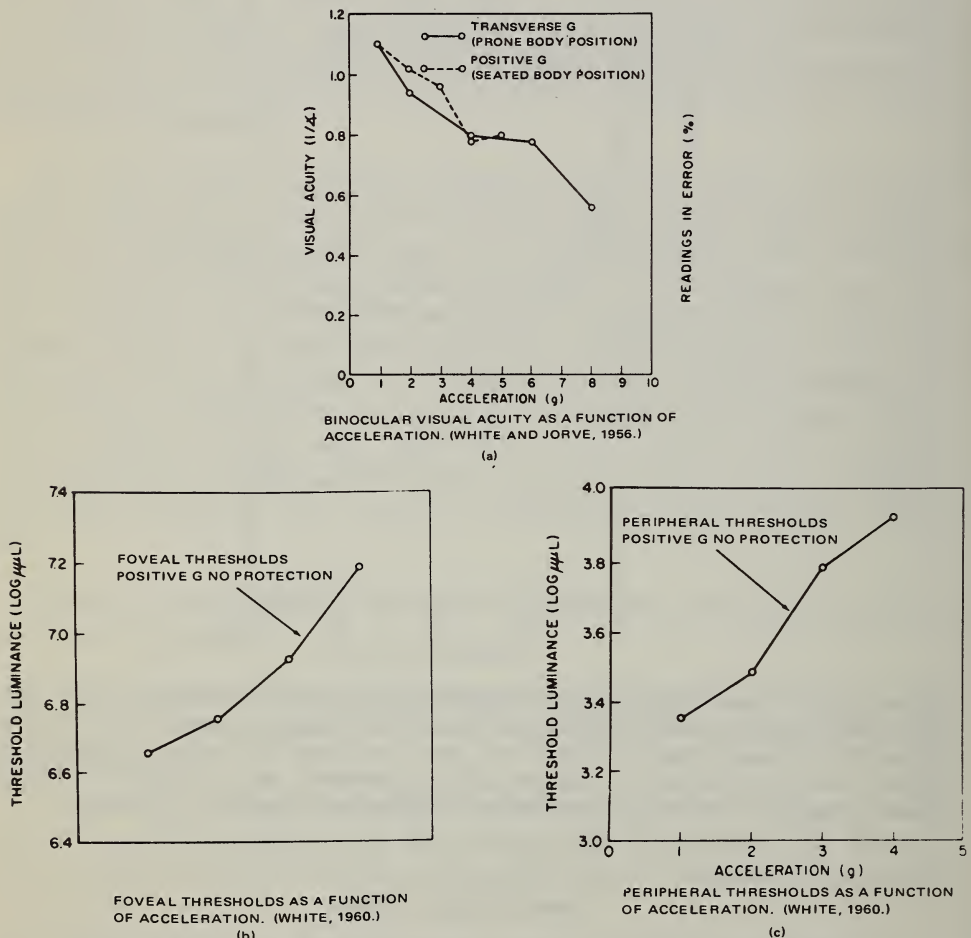 1.2
1.0
0.8
0.6
0.4
0.2
0
TRANSVERSE G
(PRONE BODY POSITION)
POSITIVE G
(SEATED BODY POSITION)
VISUAL ACUITY (1/∡)
READINGS IN ERROR (%)
0 1 2 3 4 5 6 7 8 9 10
ACCELERATION (g)
BINOCULAR VISUAL ACUITY AS A FUNCTION OF
ACCELERATION. (WHITE AND JORVE, 1956.)
(a)
7.4
7.2
7.0
6.8
6.6
6.4
THRESHOLD LUMINANCE (LOG μμL)
FOVEAL THRESHOLDS
POSITIVE G NO PROTECTION
FOVEAL THRESHOLDS AS A FUNCTION
OF ACCELERATION. (WHITE, 1960.)
(b)
4.0
3.8
3.6
3.4
3.2
3.0
THRESHOLD LUMINANCE (LOG μμL)
PERIPHERAL THRESHOLDS
POSITIVE G NO PROTECTION
0 1 2 3 4 5
ACCELERATION (g)
PERIPHERAL THRESHOLDS AS A FUNCTION
OF ACCELERATION. (WHITE, 1960.)
(c)